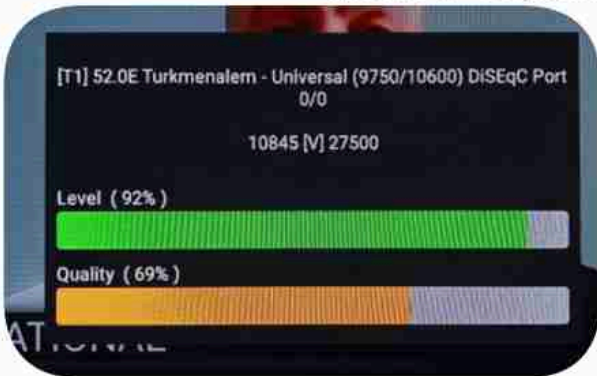 [T1] 52.0E Turkmenalem - Universal (9750/10600) DiSEqC Port
0/0
10845 [V] 27500
Level ( 92% )
Quality ( 69% )